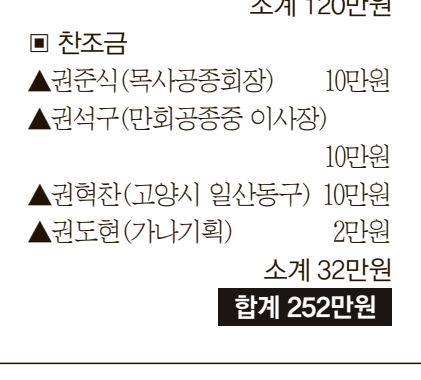 소계 120만원
▣ 찬조금
▲권준식(목사공종회장) 10만원
▲권석구(만회공종중 이사장)
10만원
▲권혁찬(고양시 일산동구) 10만원
▲권도현(가나기획) 2만원
소계 32만원
합계 252만원